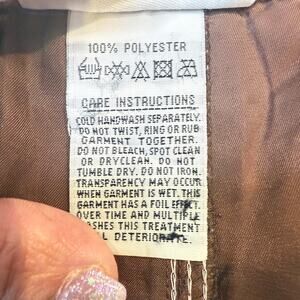 100% POLYESTER
CARE INSTRUCTIONS
COLD HANDWASH SEPARATELY.
DO NOT TWIST, RING OR RUB
GARMENT TOGETHER.
DO NOT BLEACH, SPOT CLEAN
OR DRYCLEAN. DO NOT
TUMBLE DRY. DO NOT IRON.
TRANSPARENCY MAY OCCUR
WHEN GARMENT IS WET. THIS
GARMENT HAS A FOIL EFFECT.
OVER TIME AND MULTIPLE
WASHES THIS TREATMENT
DETERIORATE.